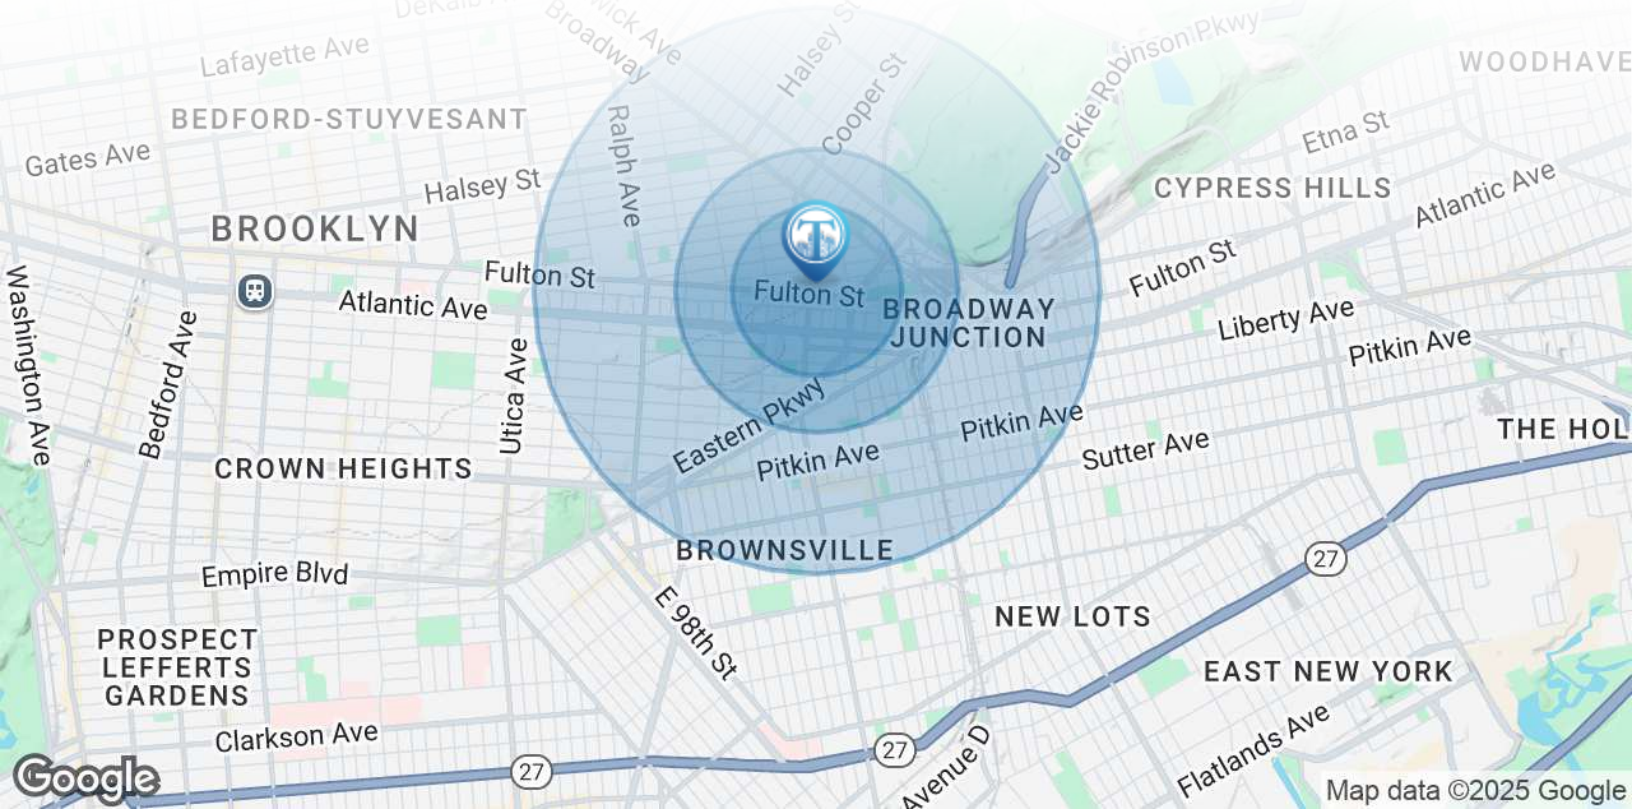 DeKalb
Lafayette Ave
Broadway
wick Ave
Halsey St
Cooper St
Jackie Robinson Pkwy
WOODHAVE
BEDFORD-STUYVESANT
Ralph Ave
Etna St
Gates Ave
Halsey St
CYPRESS HILLS
Atlantic Ave
BROOKLYN
T
Fulton St
Fulton St
Fulton St
Atlantic Ave
BROADWAY
JUNCTION
Liberty Ave
Pitkin Ave
Washington Ave
Bedford Ave
Utica Ave
Eastern Pkwy
Pitkin Ave
Pitkin Ave
Sutter Ave
THE HOL
CROWN HEIGHTS
BROWNSVILLE
27
Empire Blvd
E 98th St
NEW LOTS
PROSPECT
LEFFERTS
GARDENS
EAST NEW YORK
Clarkson Ave
Flatlands Ave
27
27
Avenue D
Google
Map data ©2025 Google